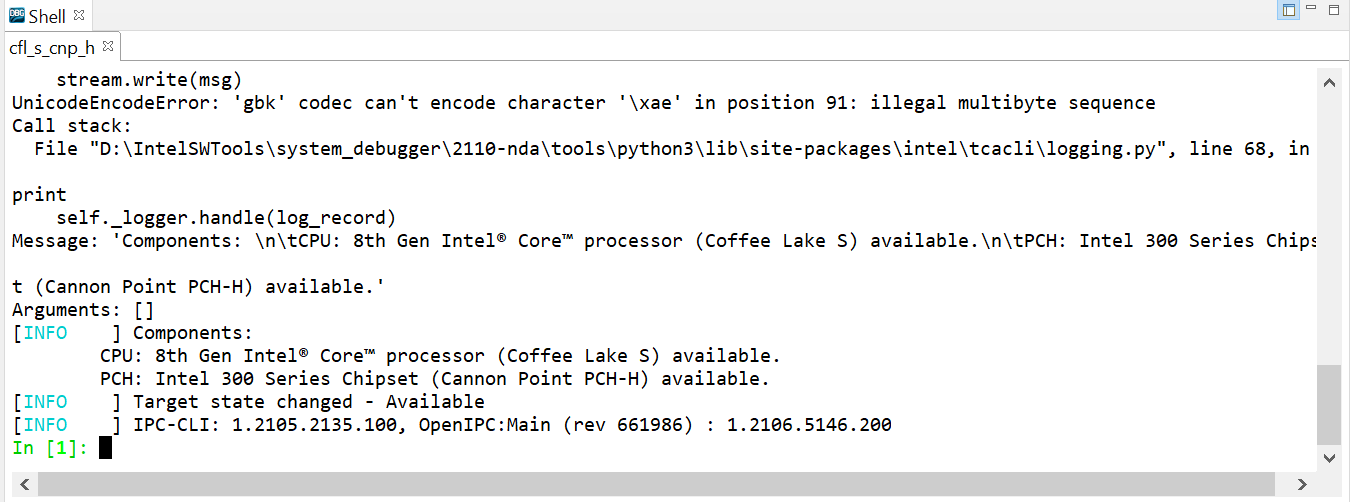 DBG Shell
cfl_s_cnp_h
    stream.write(msg)
UnicodeEncodeError: 'gbk' codec can't encode character '\xae' in position 91: illegal multibyte sequence
Call stack:
  File "D:\IntelSWTools\system_debugger\2110-nda\tools\python3\lib\site-packages\intel\tcacli\logging.py", line 68, in
print
    self._logger.handle(log_record)
Message: 'Components: \n\tCPU: 8th Gen Intel® Core™ processor (Coffee Lake S) available.\n\tPCH: Intel 300 Series Chips
t (Cannon Point PCH-H) available.'
Arguments: []
[INFO    ] Components:
        CPU: 8th Gen Intel® Core™ processor (Coffee Lake S) available.
        PCH: Intel 300 Series Chipset (Cannon Point PCH-H) available.
[INFO    ] Target state changed - Available
[INFO    ] IPC-CLI: 1.2105.2135.100, OpenIPC:Main (rev 661986) : 1.2106.5146.200
In [1]: